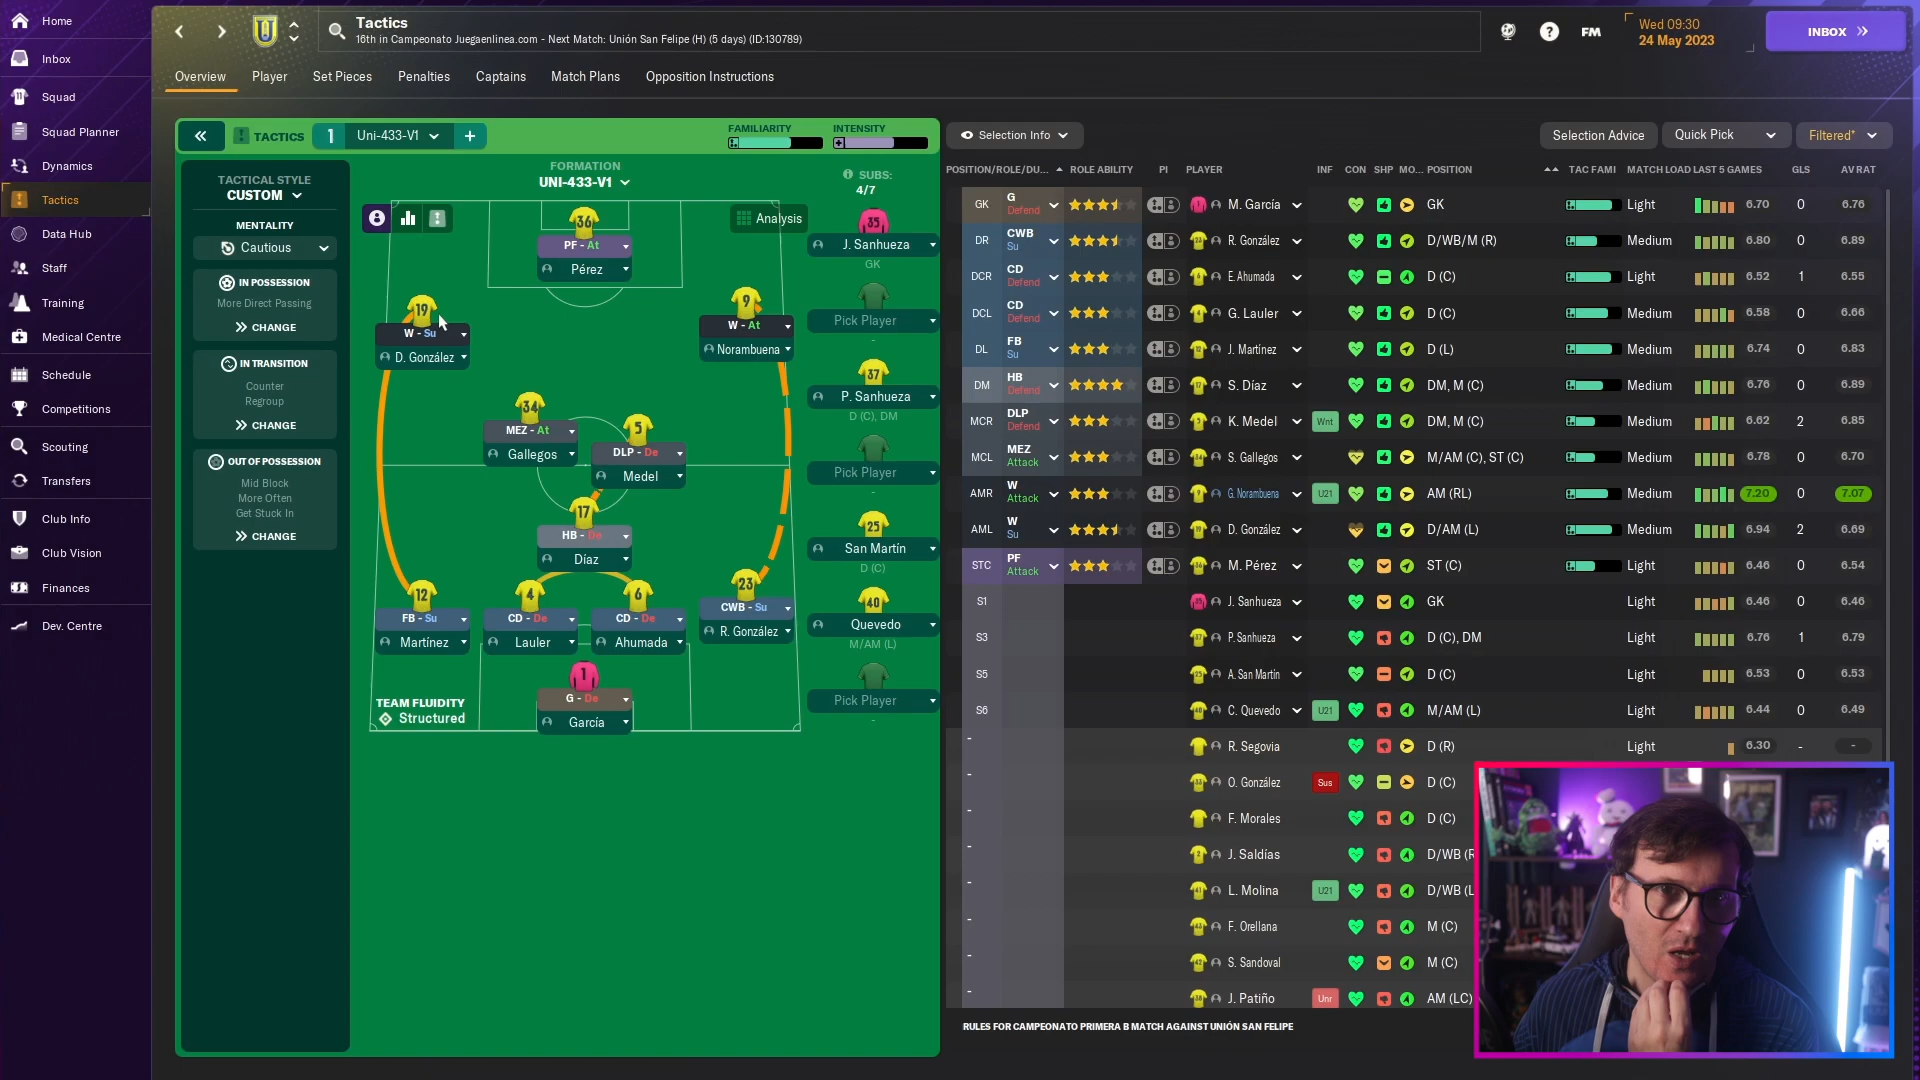 Home
Inbox
Squad
Squad Planner
Dynamics
Tactics
Data Hub
Staff
Training
Medical Centre
Schedule
Competitions
Scouting
Transfers
Club Info
Club Vision
Finances
Dev. Centre
Tactics
16th in Campeonato Juegaenlinea.com - Next Match: Unión San Felipe (H) (5 days) (ID:130789)
FM
Wed 09:30
24 May 2023
INBOX
Overview Player Set Pieces Penalties Captains Match Plans Opposition Instructions
TACTICS 1 Uni-433-V1 +
FAMILIARITY INTENSITY
TACTICAL STYLE
CUSTOM
MENTALITY
Cautious
IN POSSESSION
More Direct Passing
CHANGE
IN TRANSITION
Counter
Regroup
CHANGE
OUT OF POSSESSION
Mid Block
More Often
Get Stuck In
CHANGE
FORMATION
UNI-433-V1
Analysis
36
PF - At
Pérez
19
W - Su
D. González
9
W - At
Norambuena
34
MEZ - At
Gallegos
5
DLP - De
Medel
17
HB - De
Díaz
12
FB - Su
Martínez
4
CD - De
Lauler
6
CD - De
Ahumada
23
CWB - Su
R. González
1
G - De
García
TEAM FLUIDITY
Structured
SUBS:
4/7
35
J. Sanhueza
GK
Pick Player
-
37
P. Sanhueza
D (C), DM
Pick Player
-
25
San Martín
D (C)
40
Quevedo
M/AM (L)
Pick Player
-
Selection Info Selection Advice Quick Pick Filtered*
POSITION/ROLE/DU... ROLE ABILITY PI PLAYER INF CON SHP MO... POSITION TAC FAMI MATCH LOAD LAST 5 GAMES GLS AV RAT
GK G Defend M. García GK Light 6.70 0 6.76
DR CWB Su R. González D/WB/M (R) Medium 6.80 0 6.89
DCR CD Defend E. Ahumada D (C) Light 6.52 1 6.55
DCL CD Defend G. Lauler D (C) Medium 6.58 0 6.66
DL FB Su J. Martínez D (L) Medium 6.74 0 6.83
DM HB Defend S. Díaz DM, M (C) Medium 6.76 0 6.89
MCR DLP Defend K. Medel Wnt DM, M (C) Medium 6.62 2 6.85
MCL MEZ Attack S. Gallegos M/AM (C), ST (C) Medium 6.78 0 6.70
AMR W Attack G. Norambuena U21 AM (RL) Medium 7.20 0 7.07
AML W Su D. González D/AM (L) Medium 6.94 2 6.69
STC PF Attack M. Pérez ST (C) Light 6.46 0 6.54
S1 J. Sanhueza GK Light 6.46 0 6.46
S3 P. Sanhueza D (C), DM Light 6.76 1 6.79
S5 A. San Martín D (C) Light 6.53 0 6.53
S6 C. Quevedo U21 M/AM (L) Light 6.44 0 6.49
- R. Segovia D (R) Light 6.30 - -
- O. González Sus D (C)
- F. Morales D (C)
- J. Saldías D/WB (R
- L. Molina U21 D/WB (L
- F. Orellana M (C)
- S. Sandoval M (C)
- J. Patiño Unr AM (LC)
RULES FOR CAMPEONATO PRIMERA B MATCH AGAINST UNIÓN SAN FELIPE